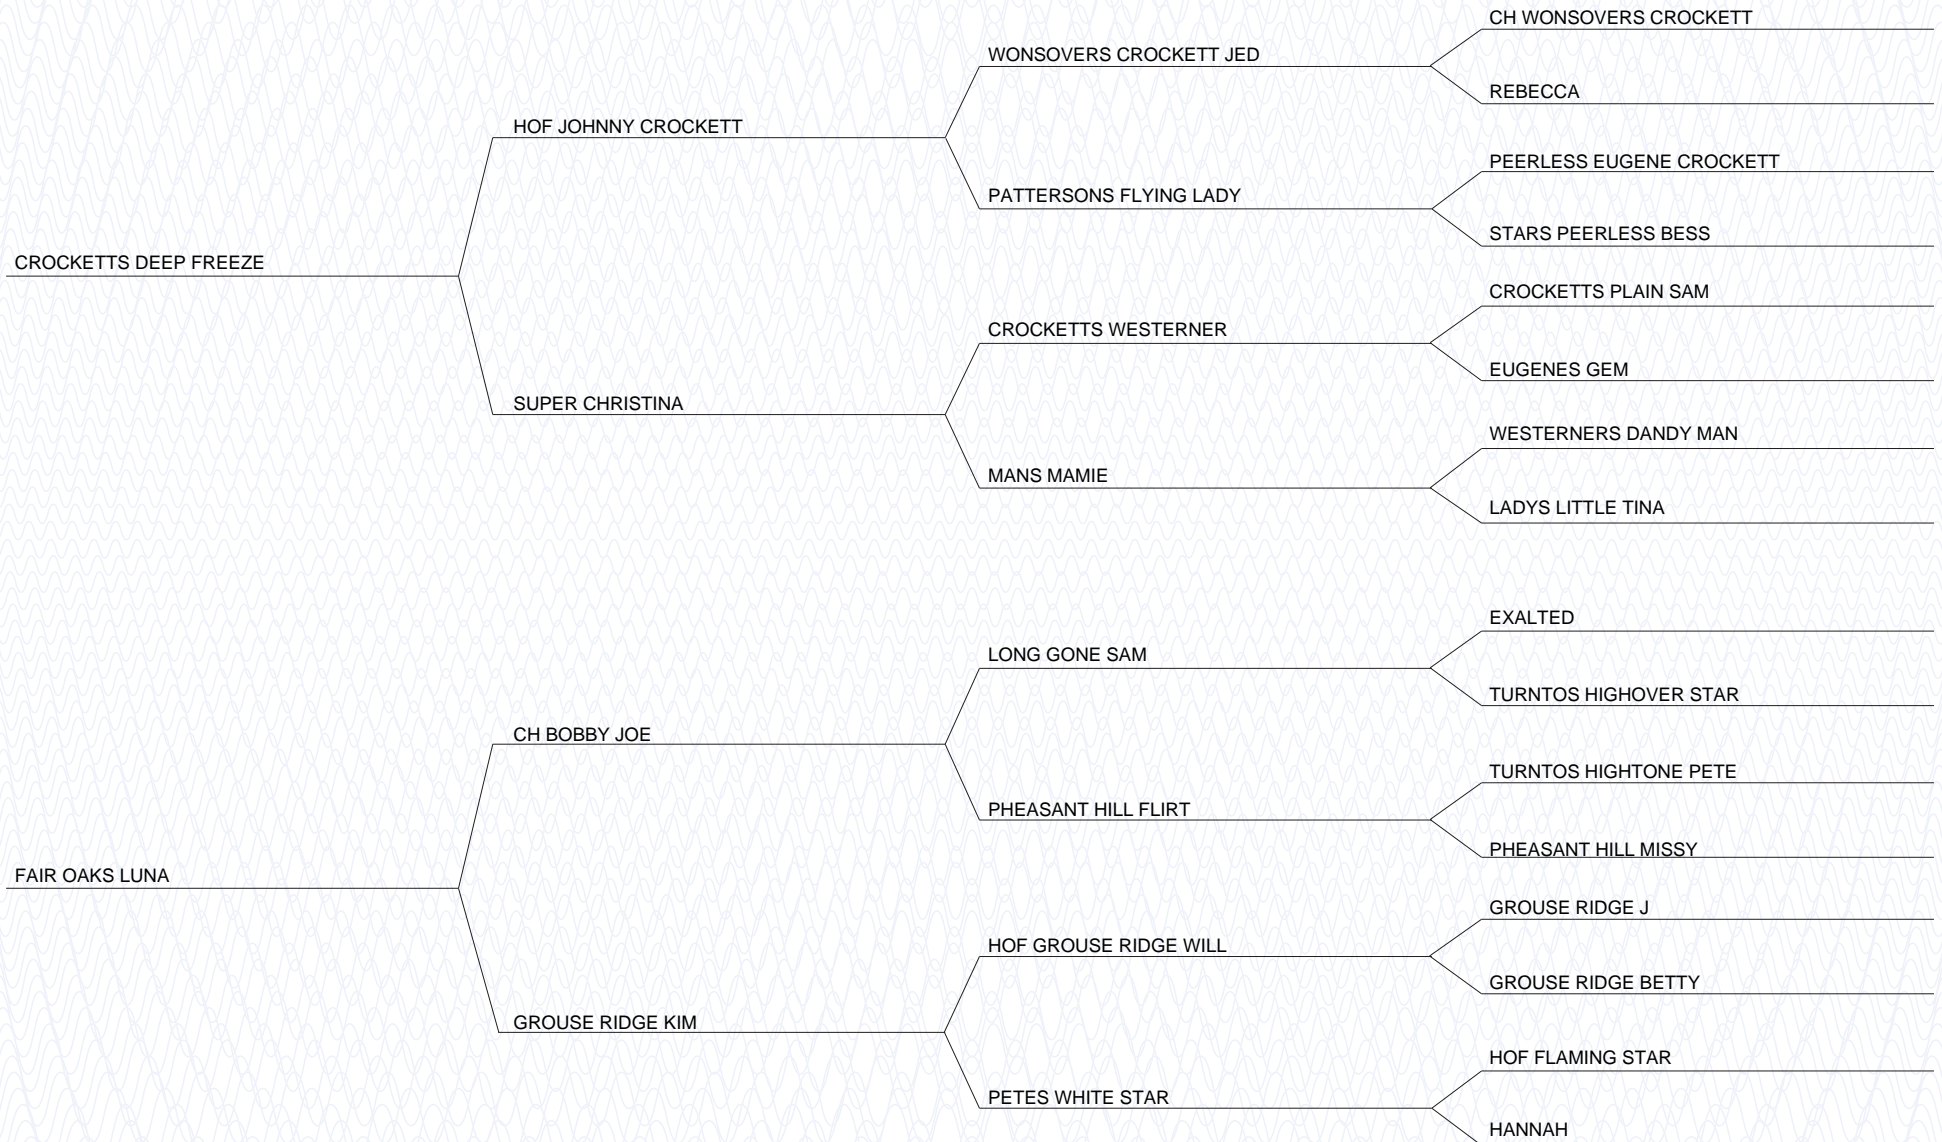 CH WONSOVERS CROCKETT
WONSOVERS CROCKETT JED
REBECCA
HOF JOHNNY CROCKETT
PEERLESS EUGENE CROCKETT
PATTERSONS FLYING LADY
STARS PEERLESS BESS
CROCKETTS DEEP FREEZE
CROCKETTS PLAIN SAM
CROCKETTS WESTERNER
EUGENES GEM
SUPER CHRISTINA
WESTERNERS DANDY MAN
MANS MAMIE
LADYS LITTLE TINA
EXALTED
LONG GONE SAM
TURNTOS HIGHOVER STAR
CH BOBBY JOE
TURNTOS HIGHTONE PETE
PHEASANT HILL FLIRT
PHEASANT HILL MISSY
FAIR OAKS LUNA
GROUSE RIDGE J
HOF GROUSE RIDGE WILL
GROUSE RIDGE BETTY
GROUSE RIDGE KIM
HOF FLAMING STAR
PETES WHITE STAR
HANNAH